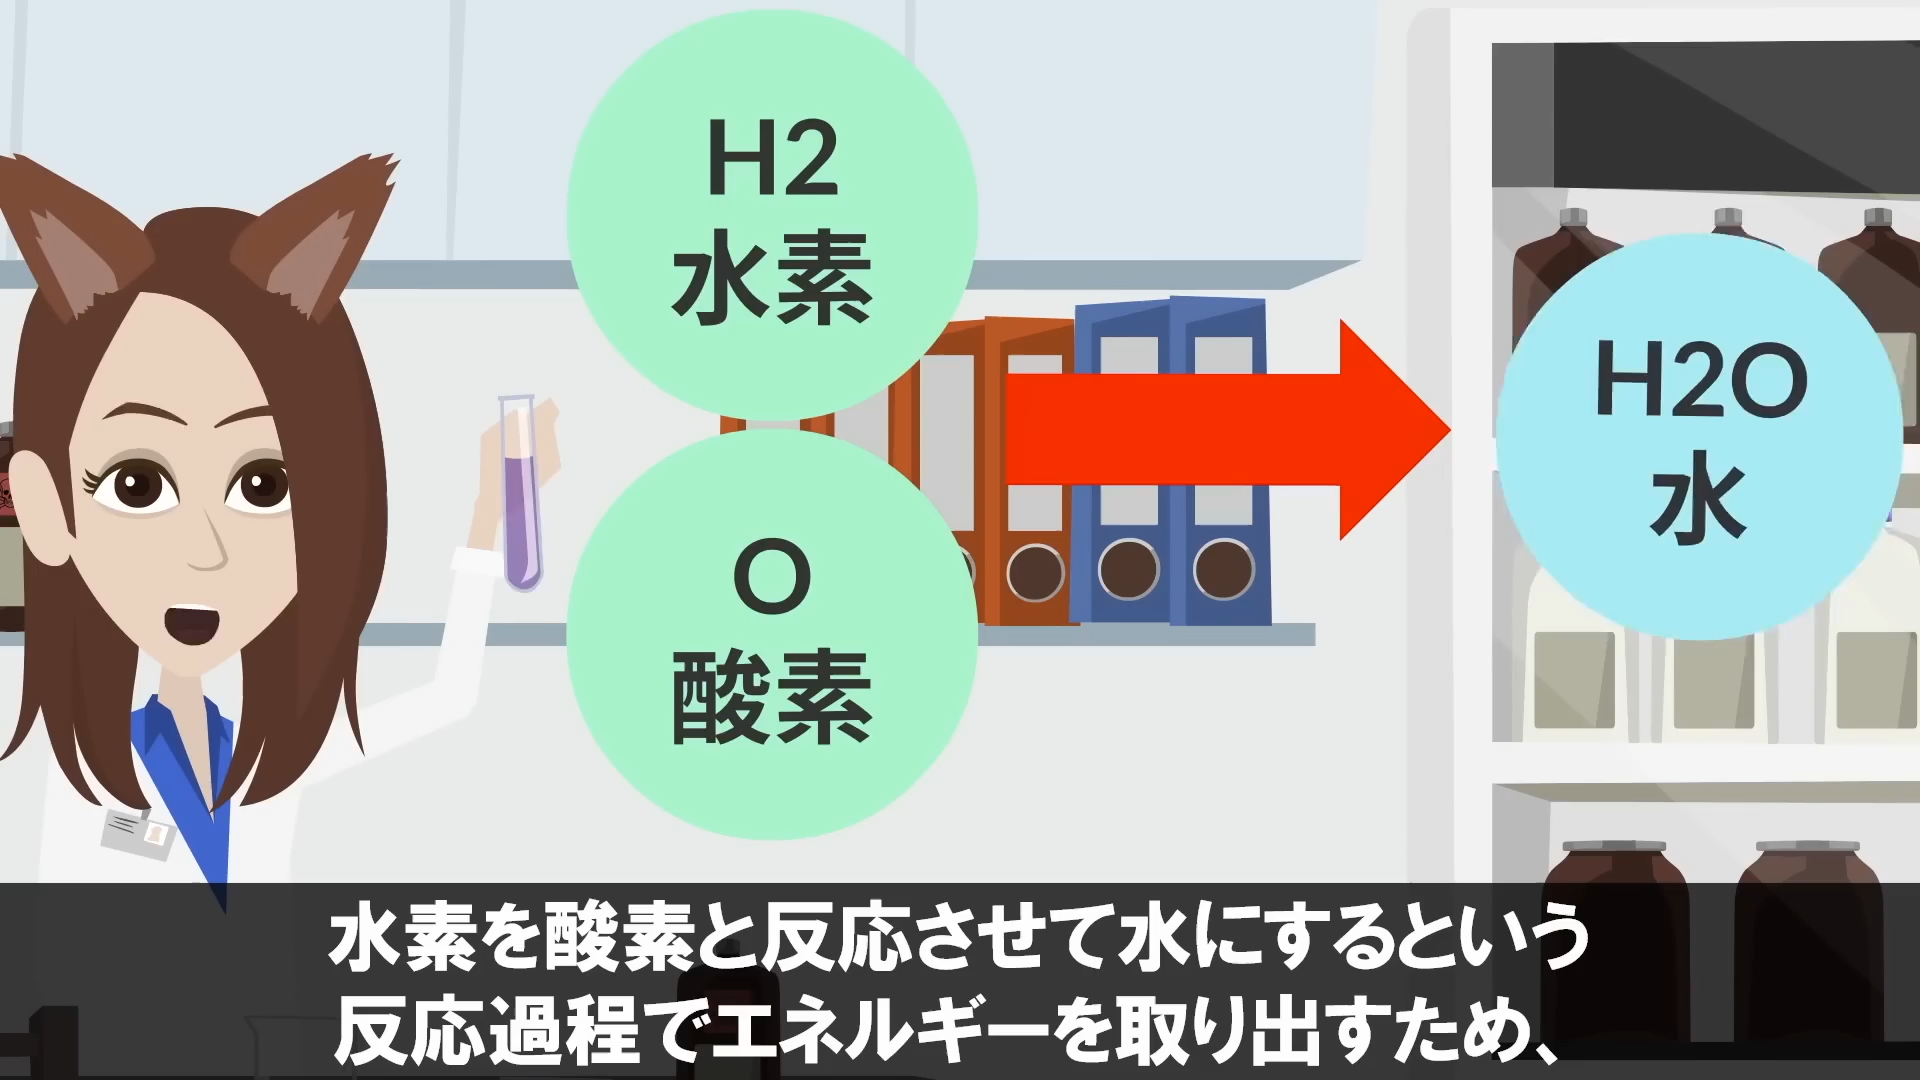 H2
水素
O
酸素
H2O
水
水素を酸素と反応させて水にするという
反応過程でエネルギーを取り出すため、